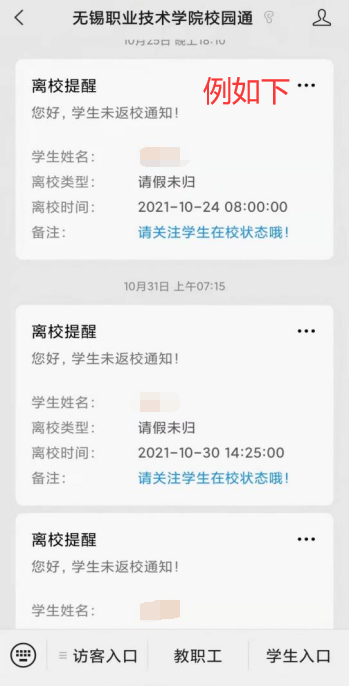 无锡职业技术学院校园通
10月25日 晚上18:10
离校提醒
例如下
您好，学生未返校通知！
学生姓名：
离校类型： 请假未归
离校时间： 2021-10-24 08:00:00
备注： 请关注学生在校状态哦！
10月31日 上午07:15
离校提醒
您好，学生未返校通知！
学生姓名：
离校类型： 请假未归
离校时间： 2021-10-30 14:25:00
备注： 请关注学生在校状态哦！
离校提醒
您好，学生未返校通知！
学生姓名：
访客入口 教职工 学生入口